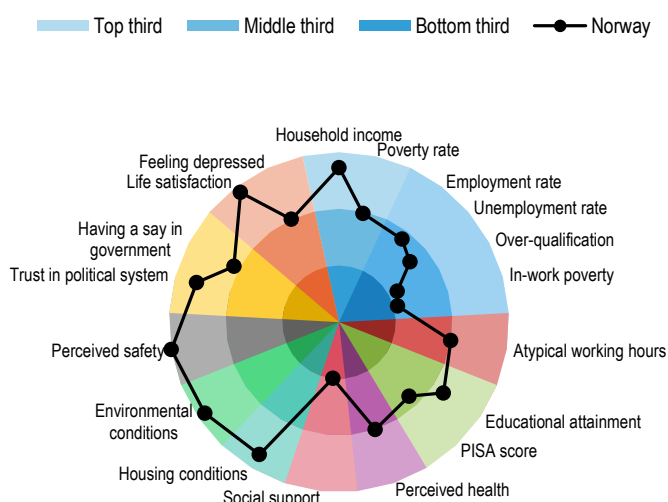 Top third
Middle third
Bottom third
Norway
Household income
Poverty rate
Employment rate
Unemployment rate
Over-qualification
In-work poverty
Atypical working hours
Educational attainment
PISA score
Perceived health
Social support
Housing conditions
Environmental
conditions
Perceived safety
Trust in political system
Having a say in
government
Life satisfaction
Feeling depressed